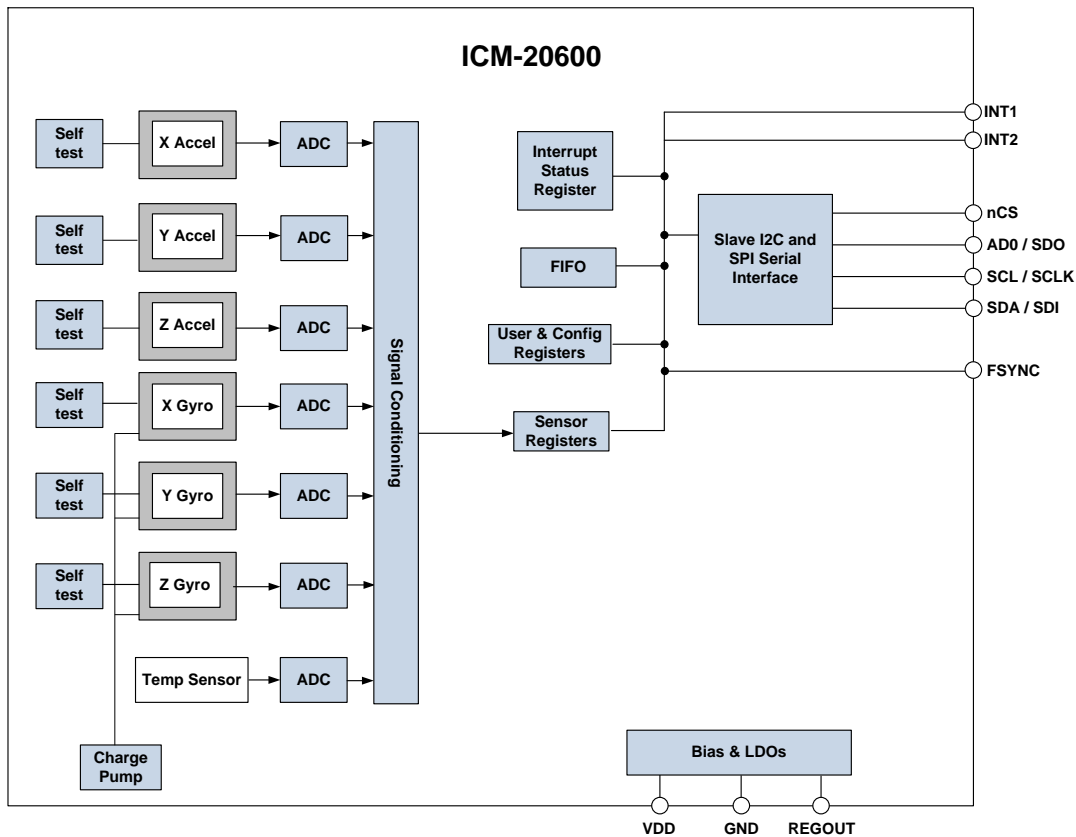 ICM-20600
Self
test
X Accel
ADC
Self
test
Y Accel
ADC
Self
test
Z Accel
ADC
Self
test
X Gyro
ADC
Self
test
Y Gyro
ADC
Self
test
Z Gyro
ADC
Temp Sensor
ADC
Charge
Pump
Signal Conditioning
Interrupt
Status
Register
FIFO
User & Config
Registers
Sensor
Registers
Slave I2C and
SPI Serial
Interface
INT1
INT2
nCS
AD0 / SDO
SCL / SCLK
SDA / SDI
FSYNC
Bias & LDOs
VDD
GND
REGOUT